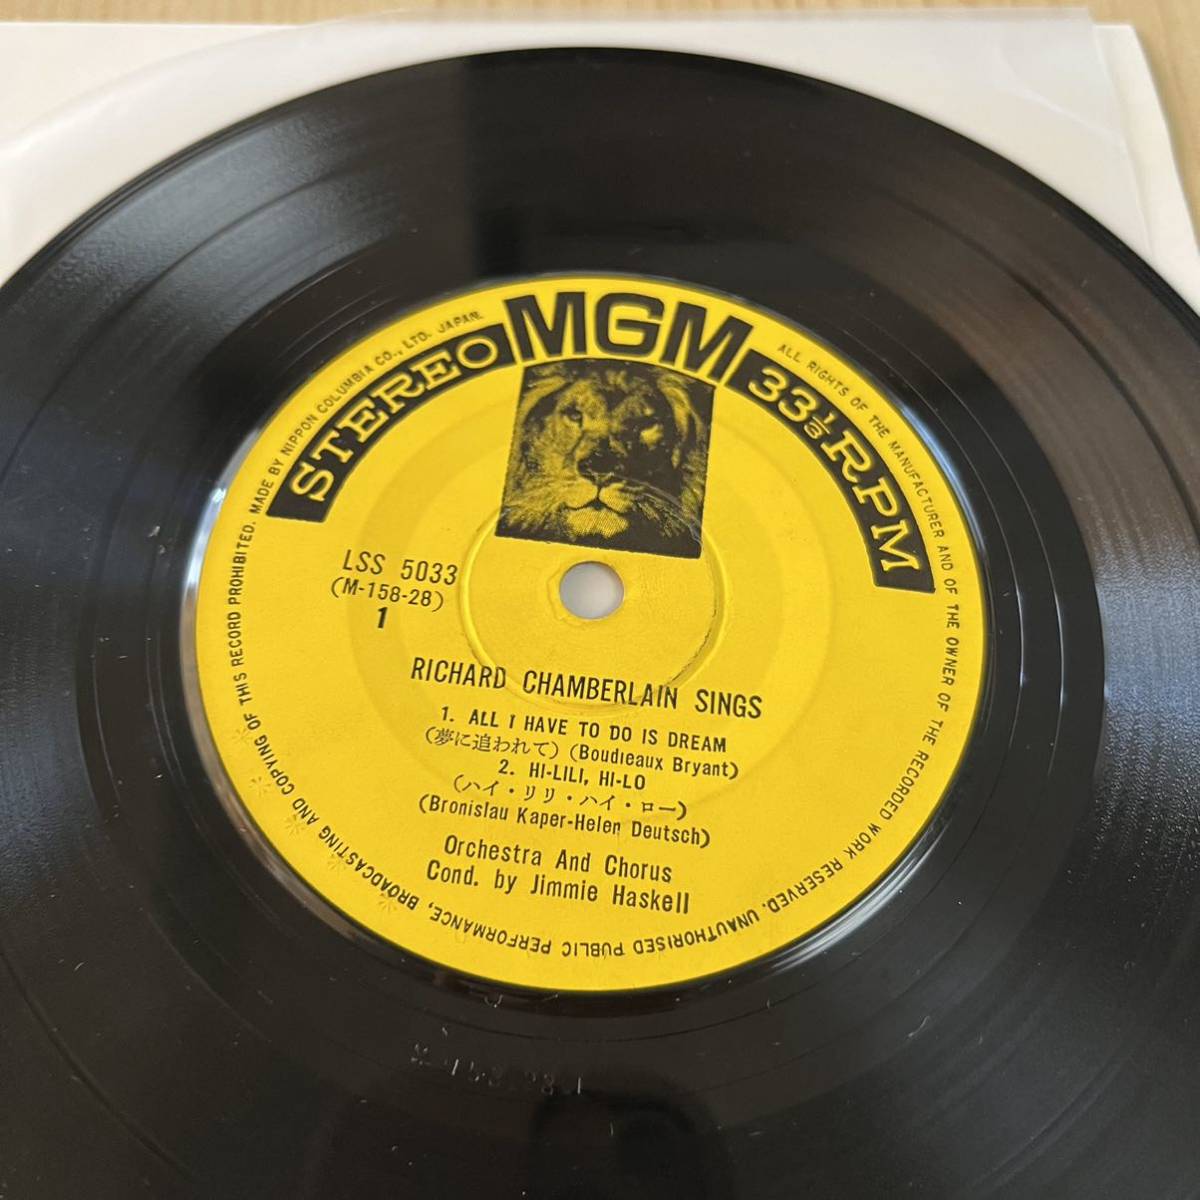 MGM
STEREO
33⅓RPM
MADE BY NIPPON COLUMBIA CO., LTD. JAPAN.
ALL RIGHTS OF THE MANUFACTURER AND OF THE OWNER OF THE RECORDED WORK RESERVED. UNAUTHORISED PUBLIC PERFORMANCE, BROADCASTING AND COPYING OF THIS RECORD PROHIBITED.
LSS 5033
(M-158-28)
1
RICHARD CHAMBERLAIN SINGS
1. ALL I HAVE TO DO IS DREAM
(夢に追われて) (Boudieaux Bryant)
2. HI-LILI, HI-LO
(ハイ・リリ・ハイ・ロー)
(Bronislau Kaper-Helen Deutsch)
Orchestra And Chorus
Cond. by Jimmie Haskell